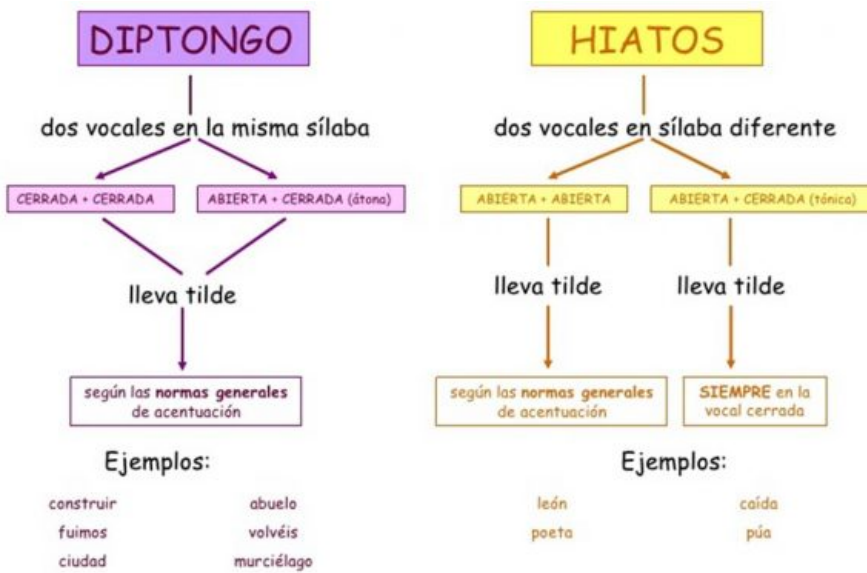 DIPTONGO
dos vocales en la misma sílaba
CERRADA + CERRADA
ABIERTA + CERRADA (átona)
lleva tilde
según las normas generales
de acentuación
Ejemplos:
construir
abuelo
fuimos
volvéis
ciudad
murciélago
HIATOS
dos vocales en sílaba diferente
ABIERTA + ABIERTA
ABIERTA + CERRADA (tónica)
lleva tilde
lleva tilde
según las normas generales
de acentuación
SIEMPRE en la
vocal cerrada
Ejemplos:
león
caída
poeta
púa